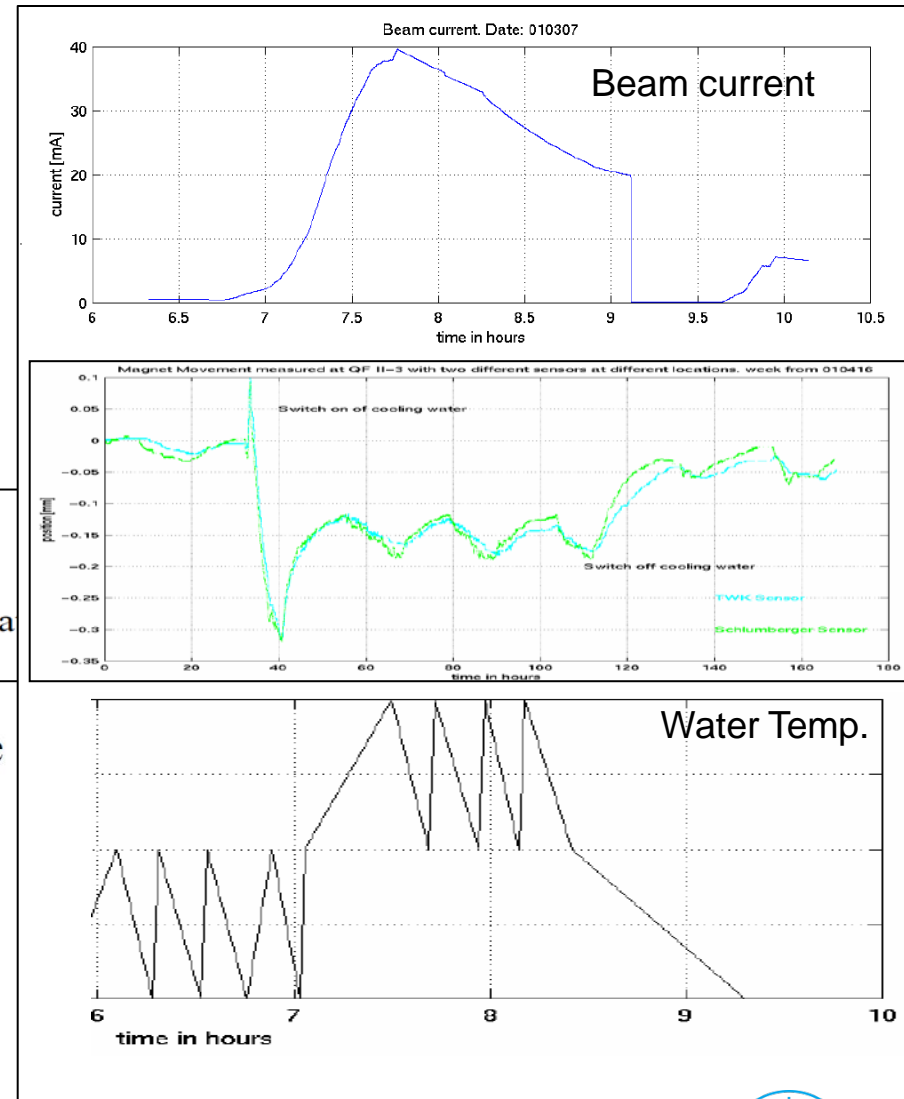 Beam current. Date: 010307
Beam current
40
30
20
10
0
current [mA]
6 6.5 7 7.5 8 8.5 9 9.5 10 10.5
time in hours
Magnet Movement measured at QF II-3 with two different sensors at different locations. week from 010416
0.1
0.05
0
-0.05
-0.1
-0.15
-0.2
-0.25
-0.3
-0.35
position [mm]
Switch on of cooling water
Switch off cooling water
TWK Sensor
Schlumberger Sensor
0 20 40 60 80 100 120 140 160 180
time in hours
Water Temp.
6 7 8 9 10
time in hours